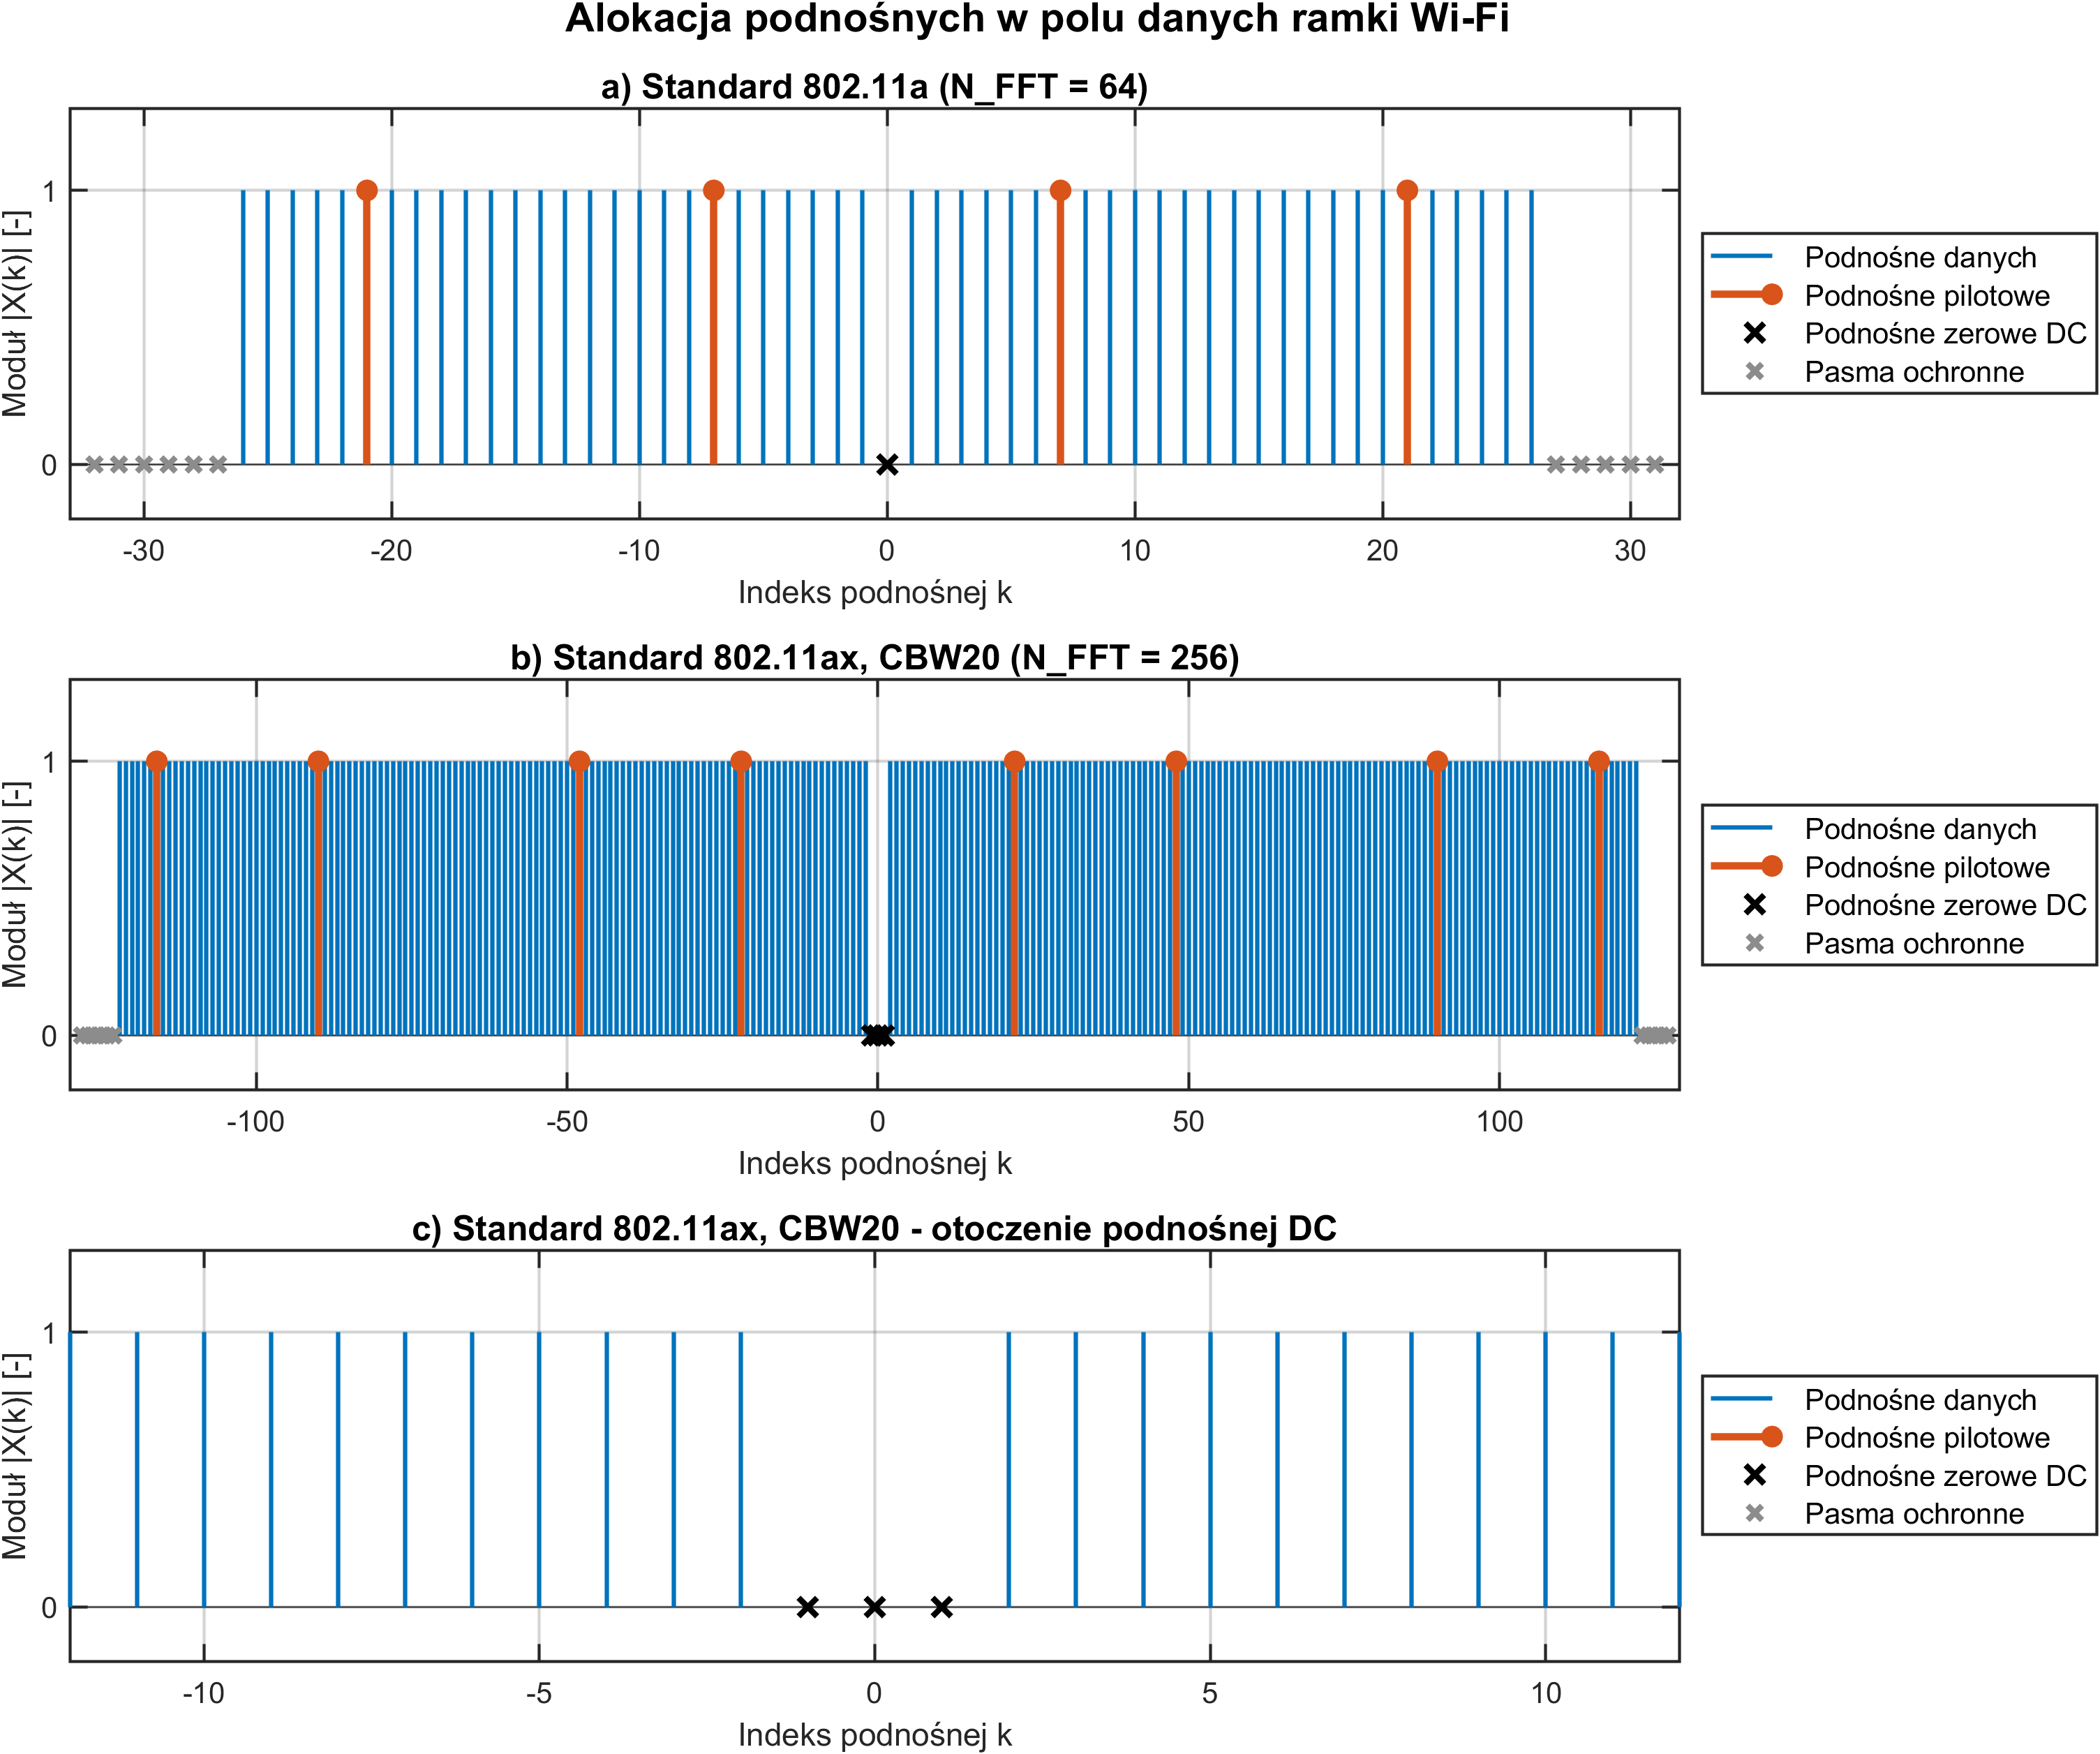 Alokacja podnośnych w polu danych ramki Wi-Fi
a) Standard 802.11a (N_FFT = 64)
Moduł |X(k)| [-]
1
0
-30 -20 -10 0 10 20 30
Indeks podnośnej k
Podnośne danych
Podnośne pilotowe
Podnośne zerowe DC
Pasma ochronne
b) Standard 802.11ax, CBW20 (N_FFT = 256)
Moduł |X(k)| [-]
1
0
-100 -50 0 50 100
Indeks podnośnej k
Podnośne danych
Podnośne pilotowe
Podnośne zerowe DC
Pasma ochronne
c) Standard 802.11ax, CBW20 - otoczenie podnośnej DC
Moduł |X(k)| [-]
1
0
-10 -5 0 5 10
Indeks podnośnej k
Podnośne danych
Podnośne pilotowe
Podnośne zerowe DC
Pasma ochronne